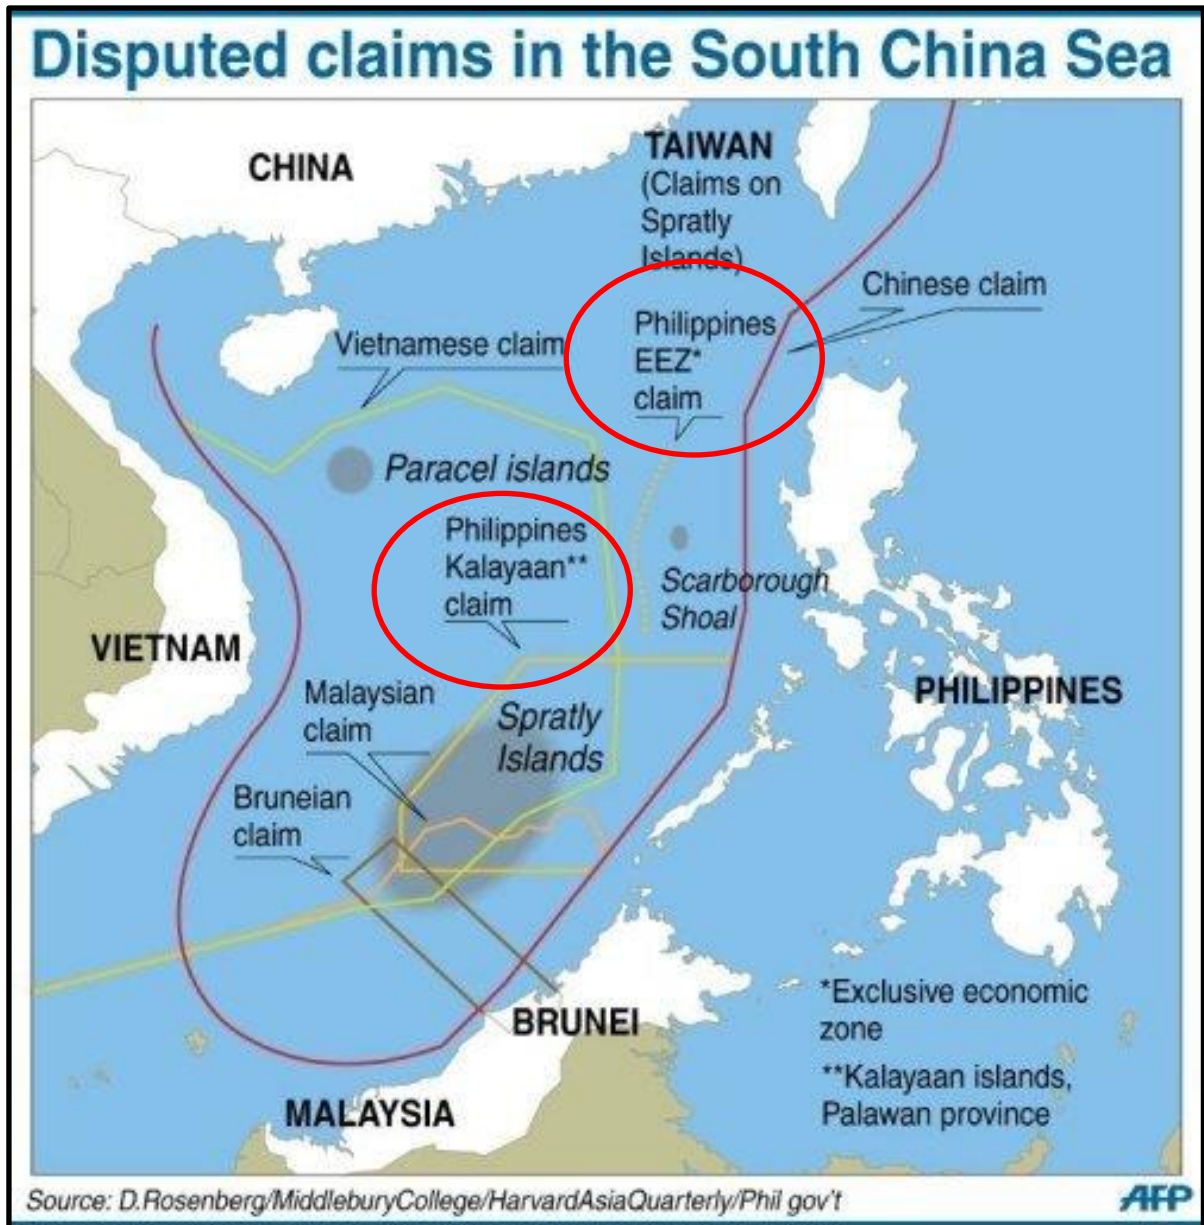 Disputed claims in the South China Sea
CHINA
TAIWAN
(Claims on
Spratly
Islands)
Chinese claim
Philippines
EEZ*
claim
Vietnamese claim
Paracel islands
Philippines
Kalayaan**
claim
Scarborough
Shoal
VIETNAM
PHILIPPINES
Malaysian
claim
Spratly
Islands
Bruneian
claim
*Exclusive economic
zone
BRUNEI
**Kalayaan islands,
Palawan province
MALAYSIA
Source: D.Rosenberg/MiddleburyCollege/HarvardAsiaQuarterly/Phil gov't
AFP